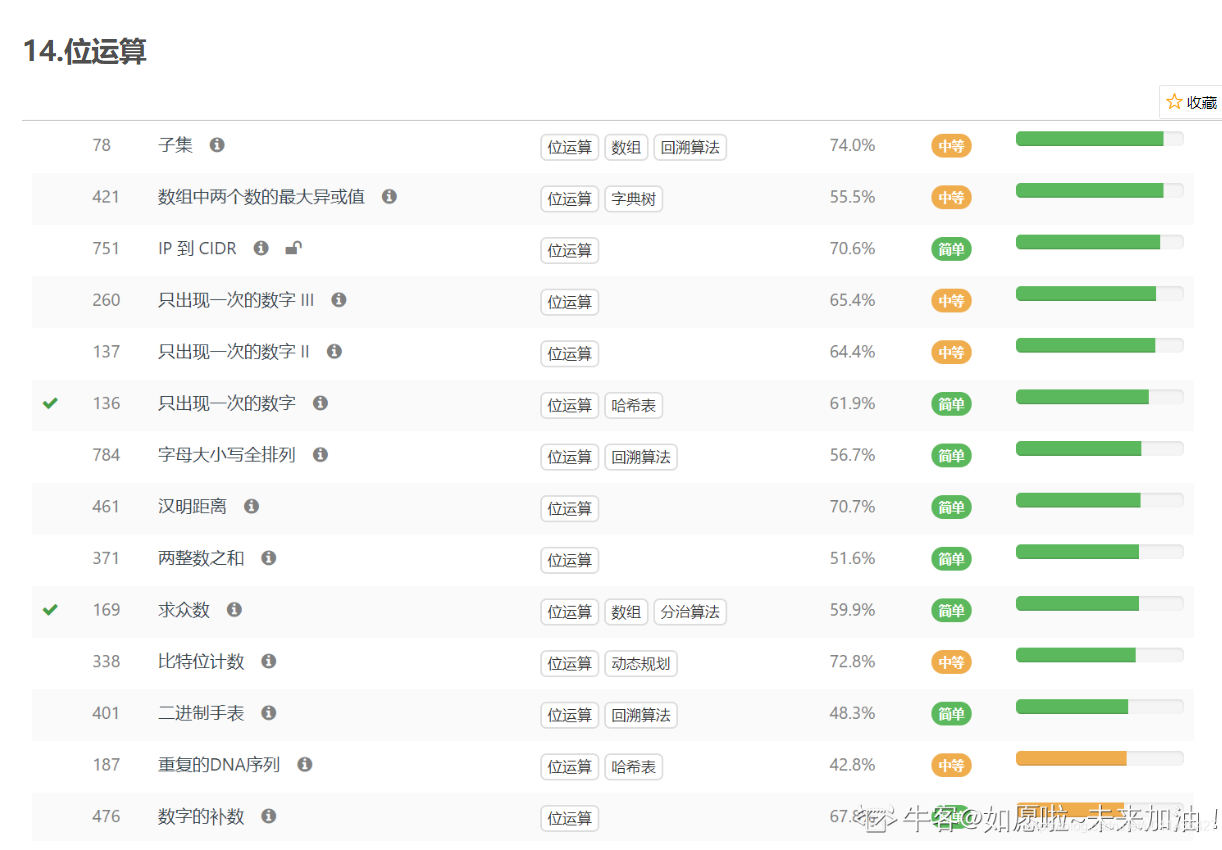 14.位运算
收藏
78 子集 位运算 数组 回溯算法 74.0% 中等
421 数组中两个数的最大异或值 位运算 字典树 55.5% 中等
751 IP 到 CIDR 位运算 70.6% 简单
260 只出现一次的数字 III 位运算 65.4% 中等
137 只出现一次的数字 II 位运算 64.4% 中等
136 只出现一次的数字 位运算 哈希表 61.9% 简单
784 字母大小写全排列 位运算 回溯算法 56.7% 简单
461 汉明距离 位运算 70.7% 简单
371 两整数之和 位运算 51.6% 简单
169 求众数 位运算 数组 分治算法 59.9% 简单
338 比特位计数 位运算 动态规划 72.8% 中等
401 二进制手表 位运算 回溯算法 48.3% 简单
187 重复的DNA序列 位运算 哈希表 42.8% 中等
476 数字的补数 位运算
牛客@如愿啦~未来加油！